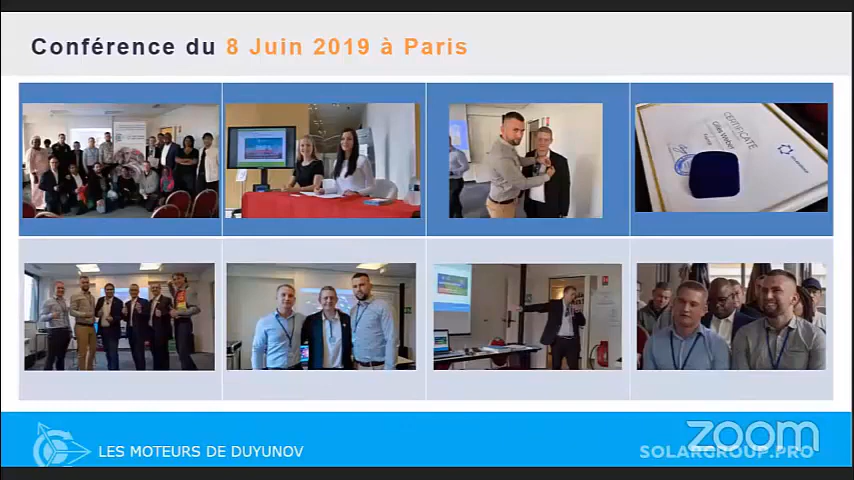 Conférence du 8 Juin 2019 à Paris
CERTIFICATE
LES MOTEURS DE DUYUNOV
zoom
SOLARGROUP.PRO